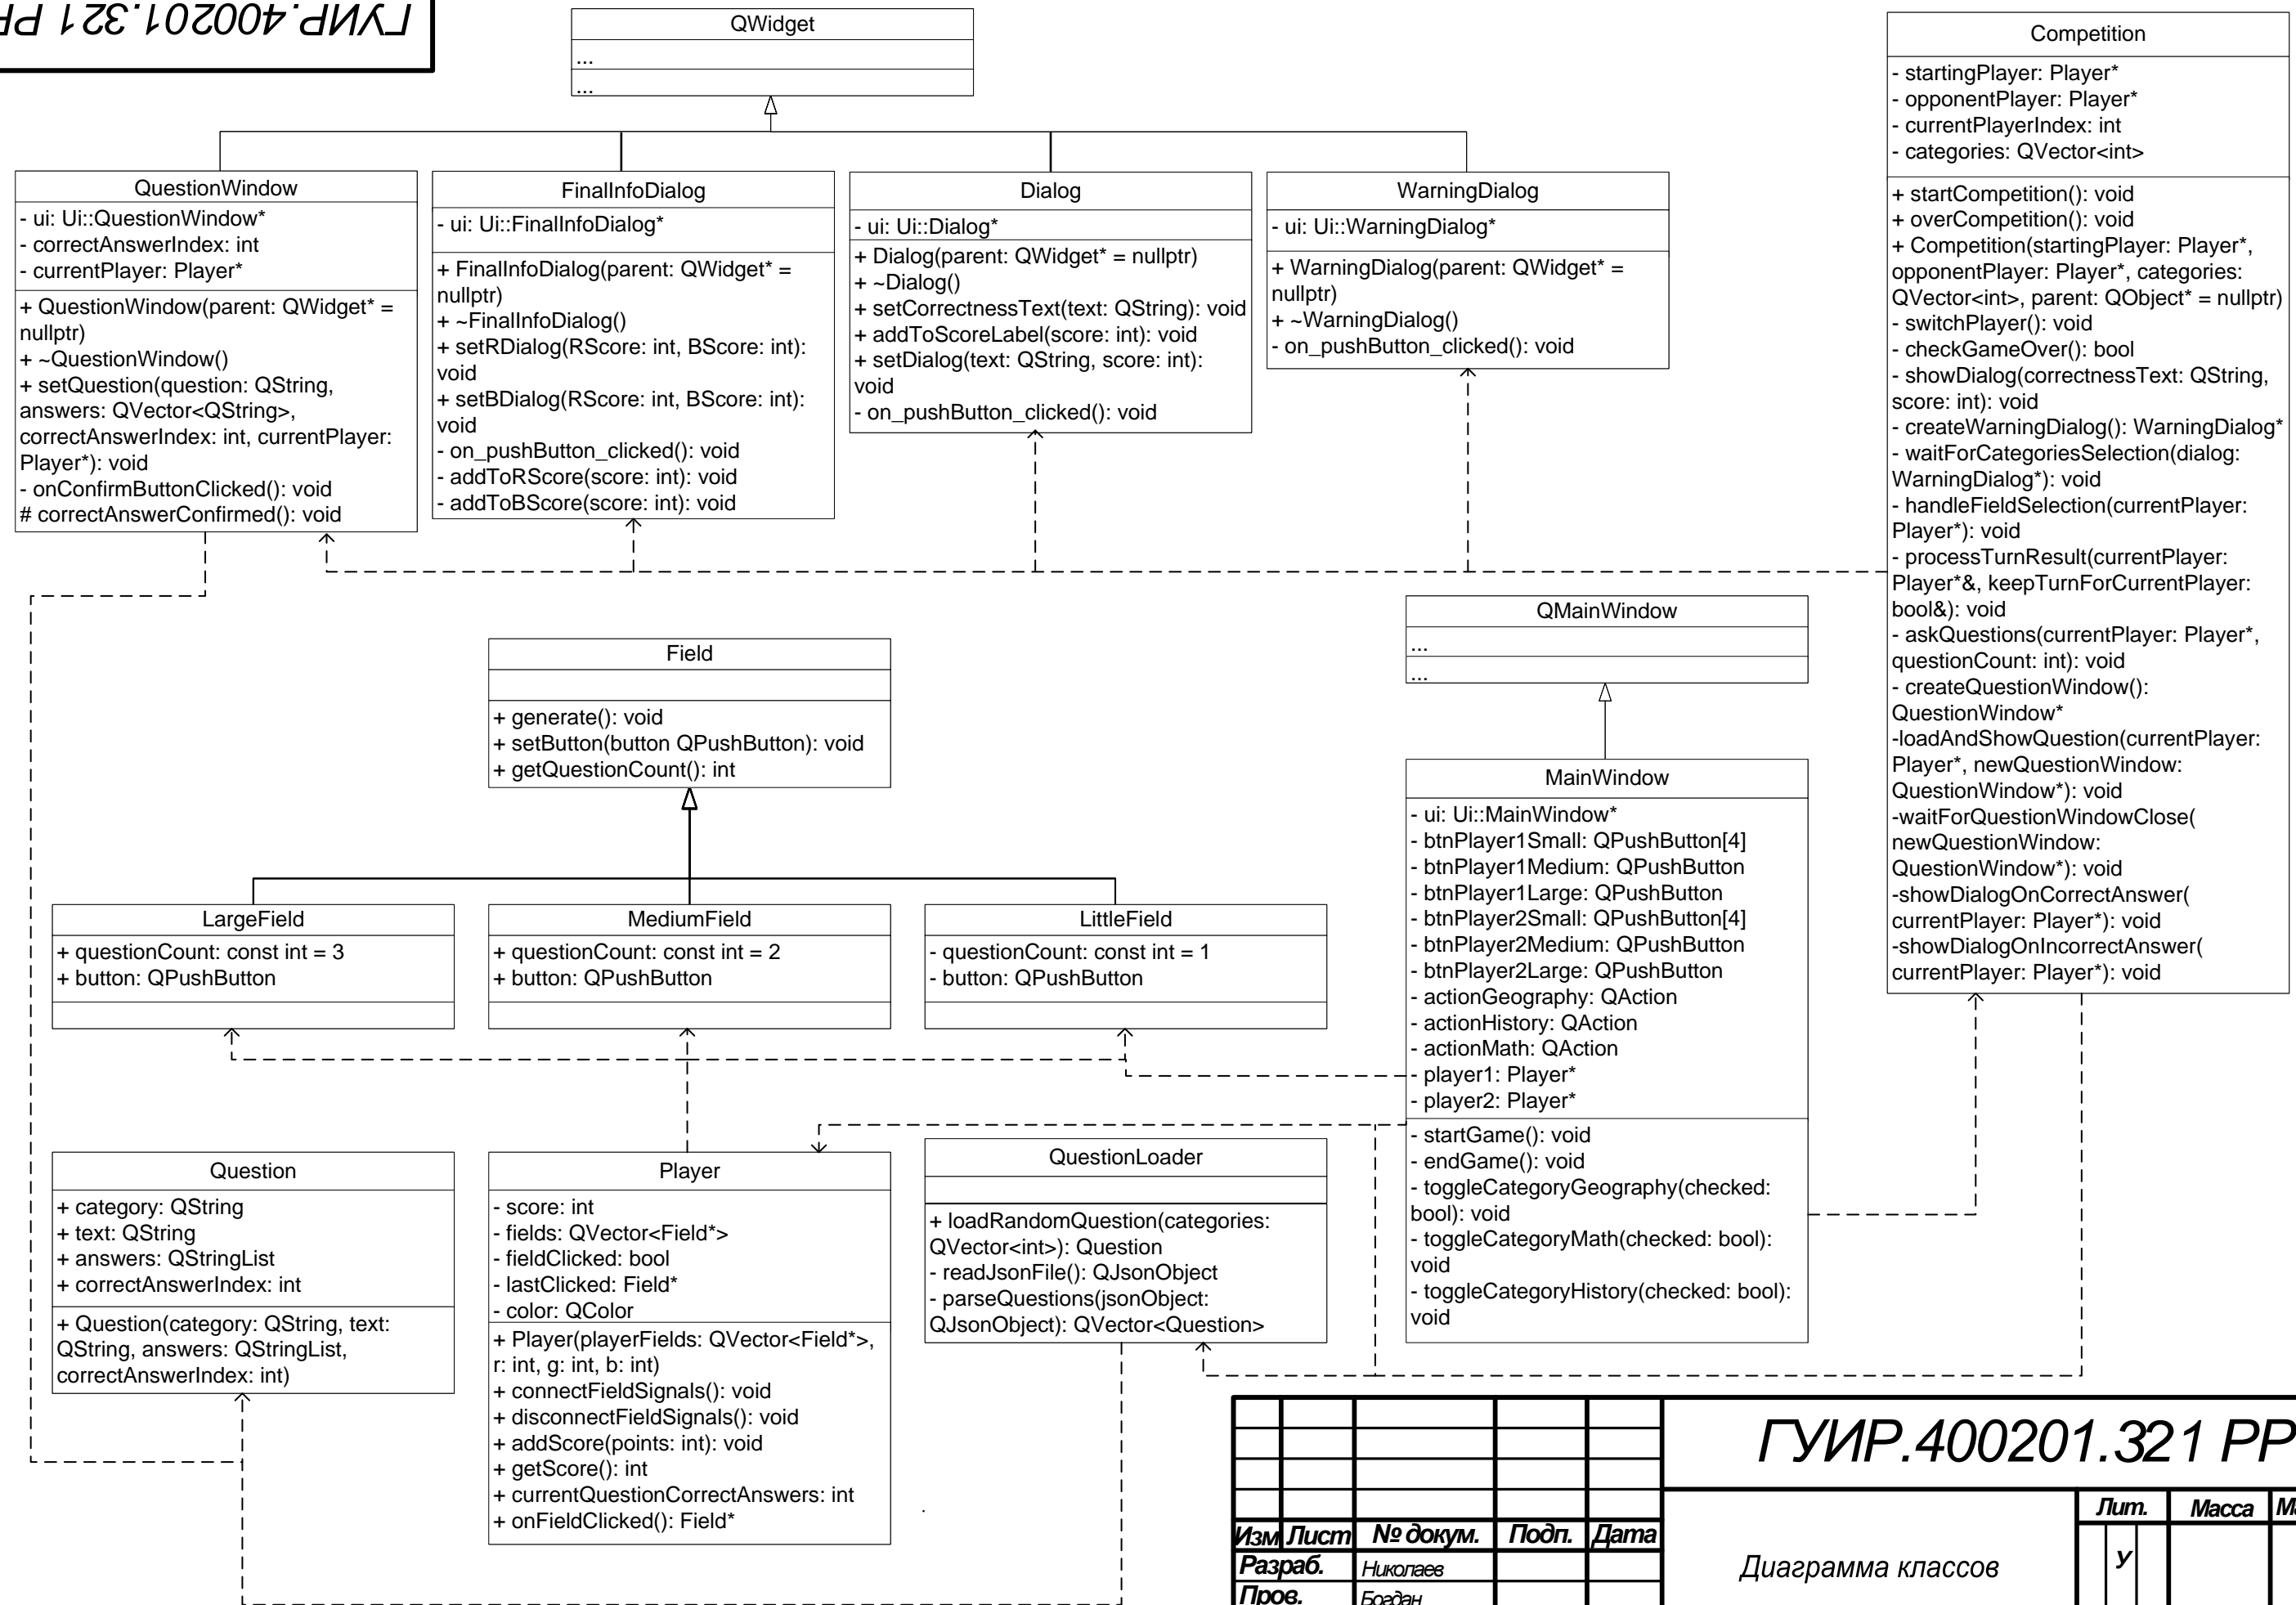 ГУИР.400201.321 РР
QWidget
...
...
QuestionWindow
- ui: Ui::QuestionWindow*
- correctAnswerIndex: int
- currentPlayer: Player*
+ QuestionWindow(parent: QWidget* =
nullptr)
+ ~QuestionWindow()
+ setQuestion(question: QString,
answers: QVector<QString>,
correctAnswerIndex: int, currentPlayer:
Player*): void
- onConfirmButtonClicked(): void
# correctAnswerConfirmed(): void
FinalInfoDialog
- ui: Ui::FinalInfoDialog*
+ FinalInfoDialog(parent: QWidget* =
nullptr)
+ ~FinalInfoDialog()
+ setRDialog(RScore: int, BScore: int):
void
+ setBDialog(RScore: int, BScore: int):
void
- on_pushButton_clicked(): void
- addToRScore(score: int): void
- addToBScore(score: int): void
Dialog
- ui: Ui::Dialog*
+ Dialog(parent: QWidget* = nullptr)
+ ~Dialog()
+ setCorrectnessText(text: QString): void
+ addToScoreLabel(score: int): void
+ setDialog(text: QString, score: int):
void
- on_pushButton_clicked(): void
WarningDialog
- ui: Ui::WarningDialog*
+ WarningDialog(parent: QWidget* =
nullptr)
+ ~WarningDialog()
- on_pushButton_clicked(): void
Competition
- startingPlayer: Player*
- opponentPlayer: Player*
- currentPlayerIndex: int
- categories: QVector<int>
+ startCompetition(): void
+ overCompetition(): void
+ Competition(startingPlayer: Player*,
opponentPlayer: Player*, categories:
QVector<int>, parent: QObject* = nullptr)
- switchPlayer(): void
- checkGameOver(): bool
- showDialog(correctnessText: QString,
score: int): void
- createWarningDialog(): WarningDialog*
- waitForCategoriesSelection(dialog:
WarningDialog*): void
- handleFieldSelection(currentPlayer:
Player*): void
- processTurnResult(currentPlayer:
Player*&, keepTurnForCurrentPlayer:
bool&): void
- askQuestions(currentPlayer: Player*,
questionCount: int): void
- createQuestionWindow():
QuestionWindow*
-loadAndShowQuestion(currentPlayer:
Player*, newQuestionWindow:
QuestionWindow*): void
-waitForQuestionWindowClose(
newQuestionWindow:
QuestionWindow*): void
-showDialogOnCorrectAnswer(
currentPlayer: Player*): void
-showDialogOnIncorrectAnswer(
currentPlayer: Player*): void
Field
+ generate(): void
+ setButton(button QPushButton): void
+ getQuestionCount(): int
QMainWindow
...
...
LargeField
+ questionCount: const int = 3
+ button: QPushButton
MediumField
+ questionCount: const int = 2
+ button: QPushButton
LittleField
- questionCount: const int = 1
- button: QPushButton
MainWindow
- ui: Ui::MainWindow*
- btnPlayer1Small: QPushButton[4]
- btnPlayer1Medium: QPushButton
- btnPlayer1Large: QPushButton
- btnPlayer2Small: QPushButton[4]
- btnPlayer2Medium: QPushButton
- btnPlayer2Large: QPushButton
- actionGeography: QAction
- actionHistory: QAction
- actionMath: QAction
- player1: Player*
- player2: Player*
- startGame(): void
- endGame(): void
- toggleCategoryGeography(checked:
bool): void
- toggleCategoryMath(checked: bool):
void
- toggleCategoryHistory(checked: bool):
void
Question
+ category: QString
+ text: QString
+ answers: QStringList
+ correctAnswerIndex: int
+ Question(category: QString, text:
QString, answers: QStringList,
correctAnswerIndex: int)
Player
- score: int
- fields: QVector<Field*>
- fieldClicked: bool
- lastClicked: Field*
- color: QColor
+ Player(playerFields: QVector<Field*>,
r: int, g: int, b: int)
+ connectFieldSignals(): void
+ disconnectFieldSignals(): void
+ addScore(points: int): void
+ getScore(): int
+ currentQuestionCorrectAnswers: int
+ onFieldClicked(): Field*
QuestionLoader
+ loadRandomQuestion(categories:
QVector<int>): Question
- readJsonFile(): QJsonObject
- parseQuestions(jsonObject:
QJsonObject): QVector<Question>
ГУИР.400201.321 РР
Изм Лист № докум. Подп. Дата
Разраб. Николаев
Пров. Богдан
Диаграмма классов
Лит. Масса
У